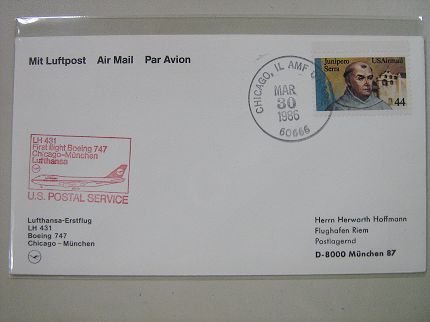 Mit Luftpost Air Mail Par Avion
CHICAGO, IL AMF
MAR
30
1986
60666
Junipero
Serra
USAirmail
44
LH 431
First flight Boeing 747
Chicago-München
Lufthansa
U.S. POSTAL SERVICE
Lufthansa-Erstflug
LH 431
Boeing 747
Chicago - München
Herrn Herwarth Hoffmann
Flughafen Riem
Postlagernd
D-8000 München 87